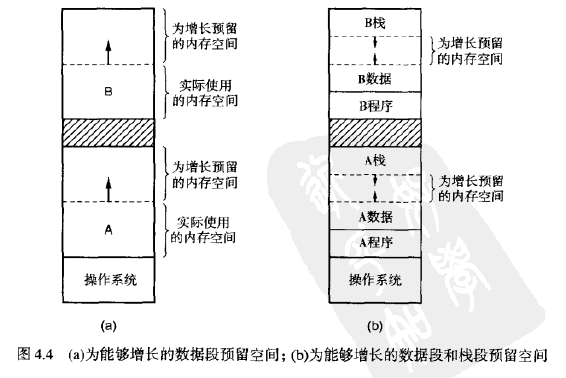 为增长预留
的内存空间
B
实际使用
的内存空间
为增长预留
的内存空间
A
实际使用
的内存空间
操作系统
(a)
B栈
为增长预留
的内存空间
B数据
B程序
A栈
为增长预留
的内存空间
A数据
A程序
操作系统
(b)
图 4.4 (a)为能够增长的数据段预留空间；(b)为能够增长的数据段和栈段预留空间